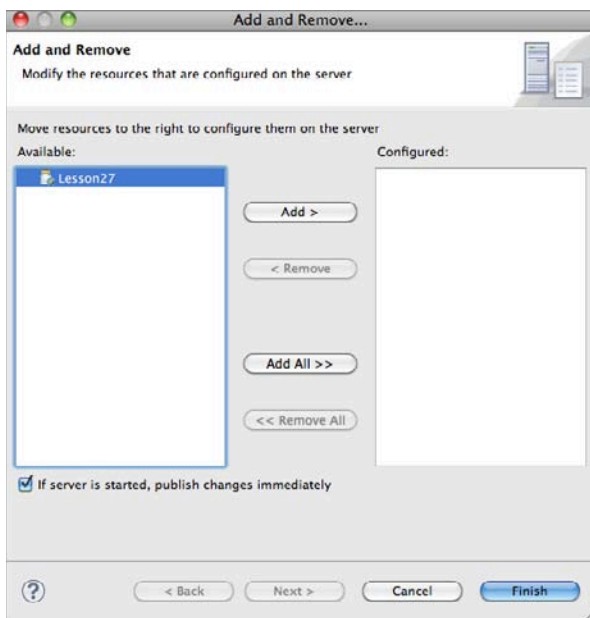 Add and Remove...
Add and Remove
Modify the resources that are configured on the server
Move resources to the right to configure them on the server
Available:
Configured:
Lesson27
Add >
< Remove
Add All >>
<< Remove All
If server is started, publish changes immediately
?
< Back
Next >
Cancel
Finish